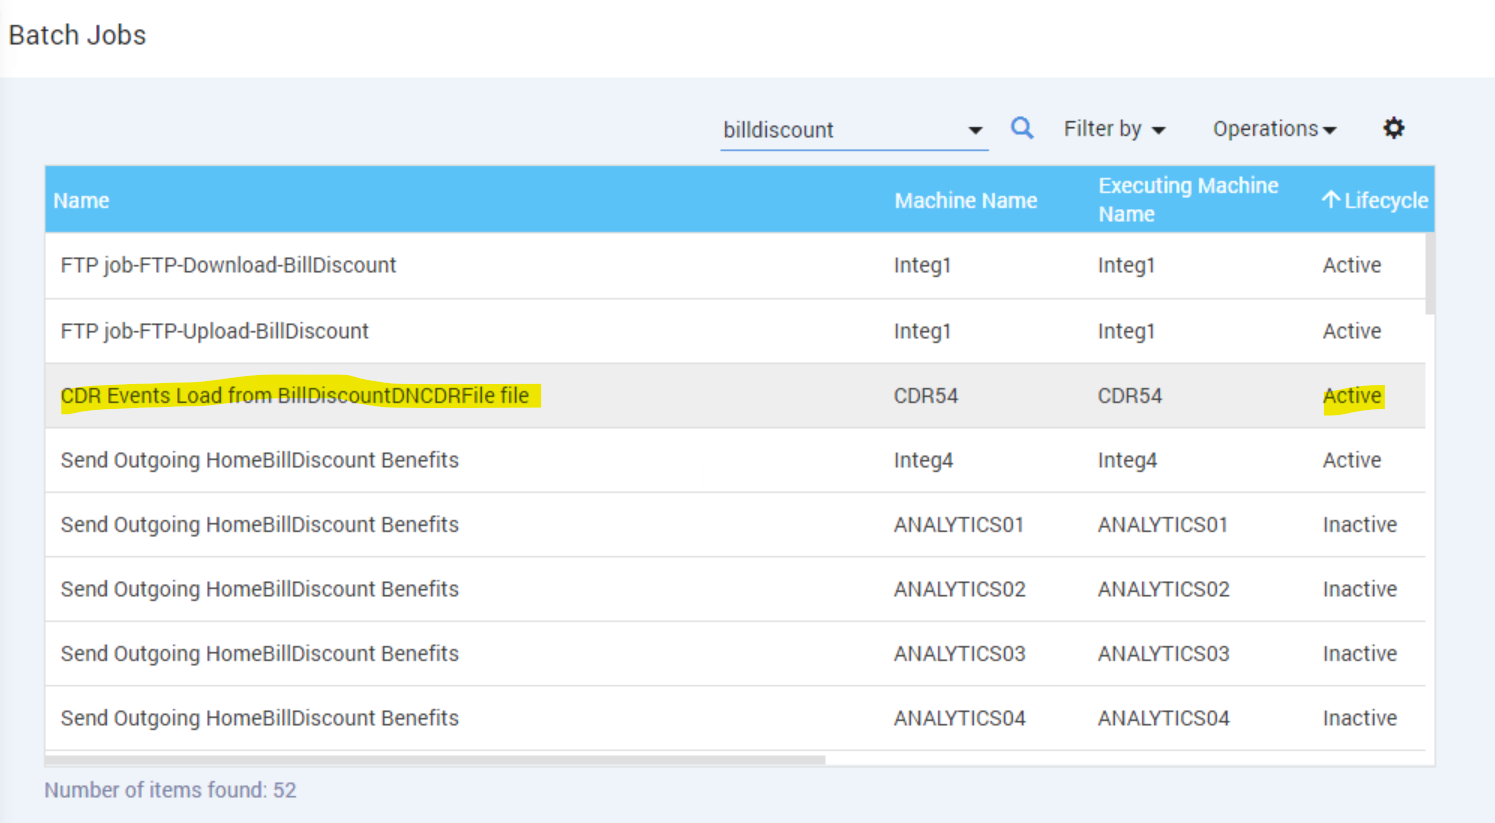 Batch Jobs
billdiscount Filter by Operations
Name Machine Name Executing Machine Name Lifecycle
FTP job-FTP-Download-BillDiscount Integ1 Integ1 Active
FTP job-FTP-Upload-BillDiscount Integ1 Integ1 Active
CDR Events Load from BillDiscountDNCDRFile file CDR54 CDR54 Active
Send Outgoing HomeBillDiscount Benefits Integ4 Integ4 Active
Send Outgoing HomeBillDiscount Benefits ANALYTICS01 ANALYTICS01 Inactive
Send Outgoing HomeBillDiscount Benefits ANALYTICS02 ANALYTICS02 Inactive
Send Outgoing HomeBillDiscount Benefits ANALYTICS03 ANALYTICS03 Inactive
Send Outgoing HomeBillDiscount Benefits ANALYTICS04 ANALYTICS04 Inactive
Number of items found: 52